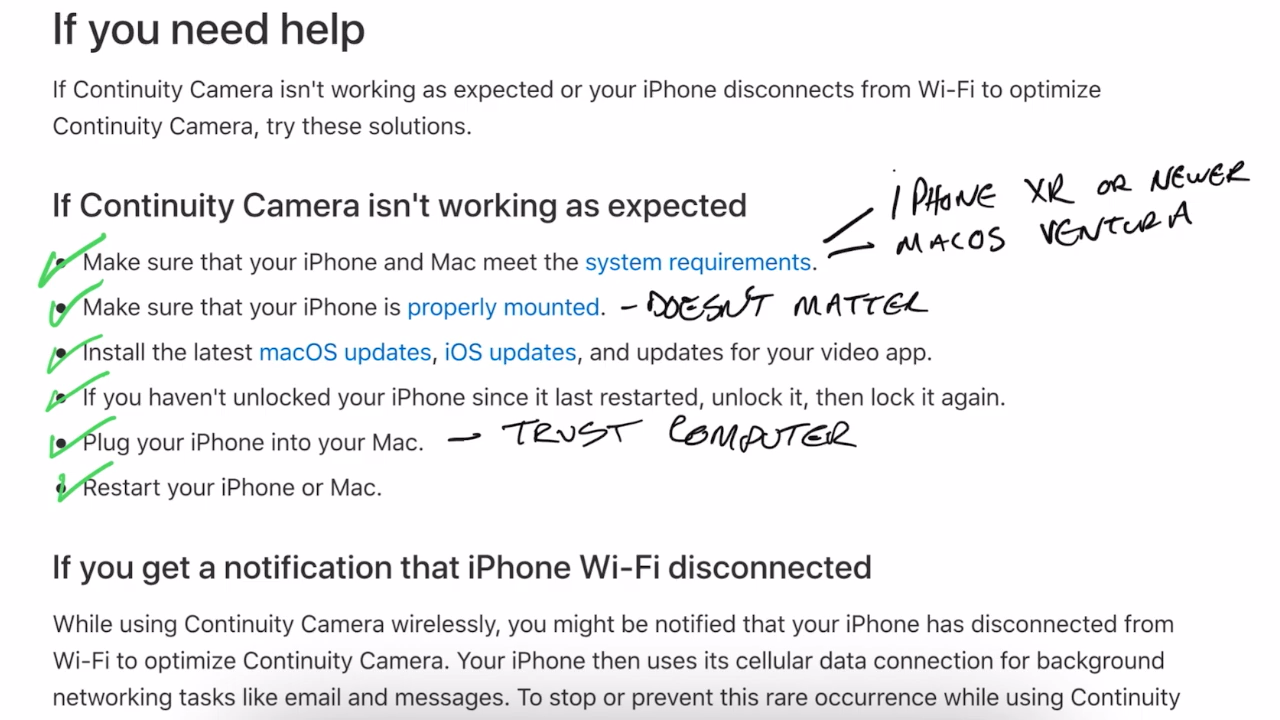 If you need help
If Continuity Camera isn't working as expected or your iPhone disconnects from Wi-Fi to optimize
Continuity Camera, try these solutions.
If Continuity Camera isn't working as expected
iPHONE XR OR NEWER
MACOS VENTURA
• Make sure that your iPhone and Mac meet the system requirements.
• Make sure that your iPhone is properly mounted. - DOESN'T MATTER
• Install the latest macOS updates, iOS updates, and updates for your video app.
• If you haven't unlocked your iPhone since it last restarted, unlock it, then lock it again.
• Plug your iPhone into your Mac. - TRUST COMPUTER
• Restart your iPhone or Mac.
If you get a notification that iPhone Wi-Fi disconnected
While using Continuity Camera wirelessly, you might be notified that your iPhone has disconnected from
Wi-Fi to optimize Continuity Camera. Your iPhone then uses its cellular data connection for background
networking tasks like email and messages. To stop or prevent this rare occurrence while using Continuity